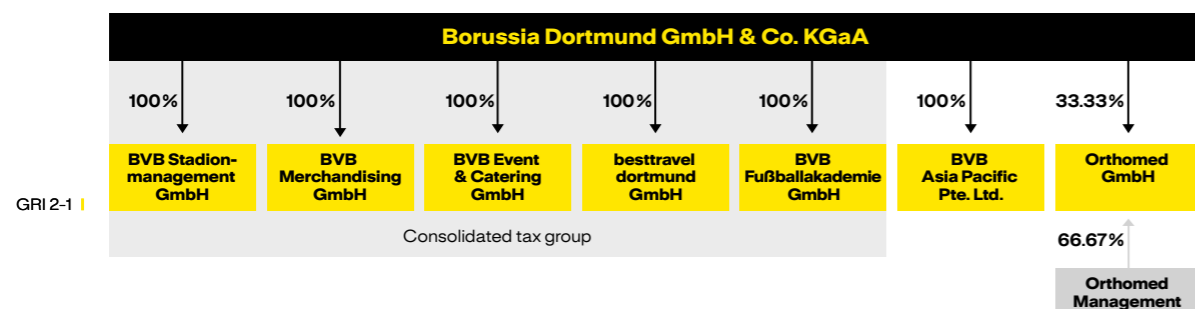 Borussia Dortmund GmbH & Co. KGaA
100%
100%
100%
100%
100%
100%
33.33%
BVB Stadion-
management
GmbH
BVB
Merchandising
GmbH
BVB Event
& Catering
GmbH
besttravel
dortmund
GmbH
BVB
Fußballakademie
GmbH
BVB
Asia Pacific
Pte. Ltd.
Orthomed
GmbH
GRI 2-1
Consolidated tax group
66.67%
Orthomed
Management